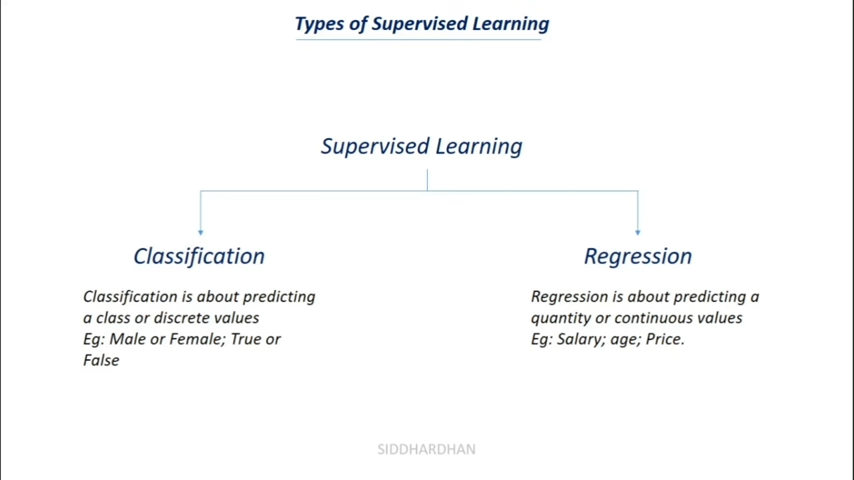 Types of Supervised Learning
Supervised Learning
Classification
Classification is about predicting
a class or discrete values
Eg: Male or Female; True or
False
Regression
Regression is about predicting a
quantity or continuous values
Eg: Salary; age; Price.
SIDDHARDHAN